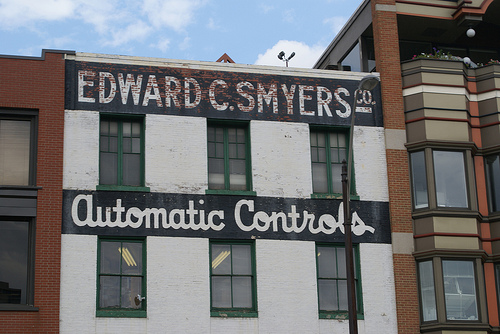 EDWARD C. SMYERS CO.
Automatic Controls